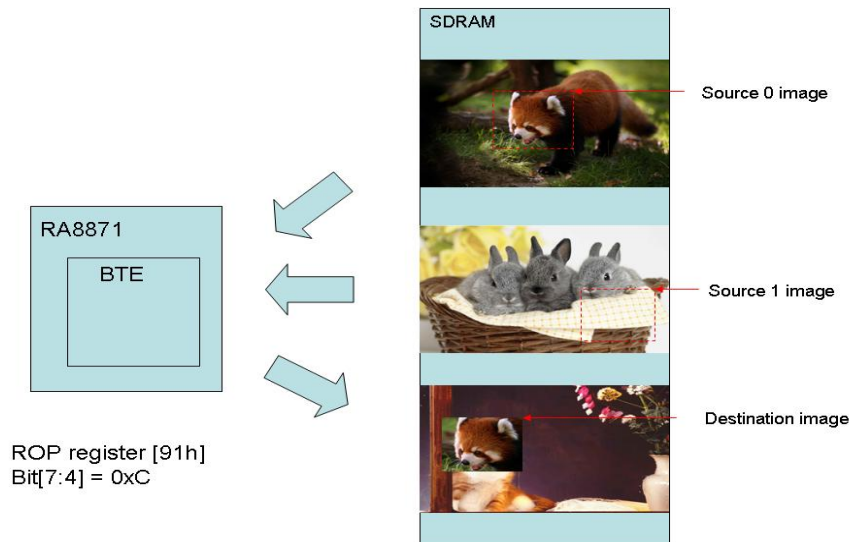 SDRAM
Source 0 image
RA8871
BTE
Source 1 image
Destination image
ROP register [91h]
Bit[7:4] = 0xC